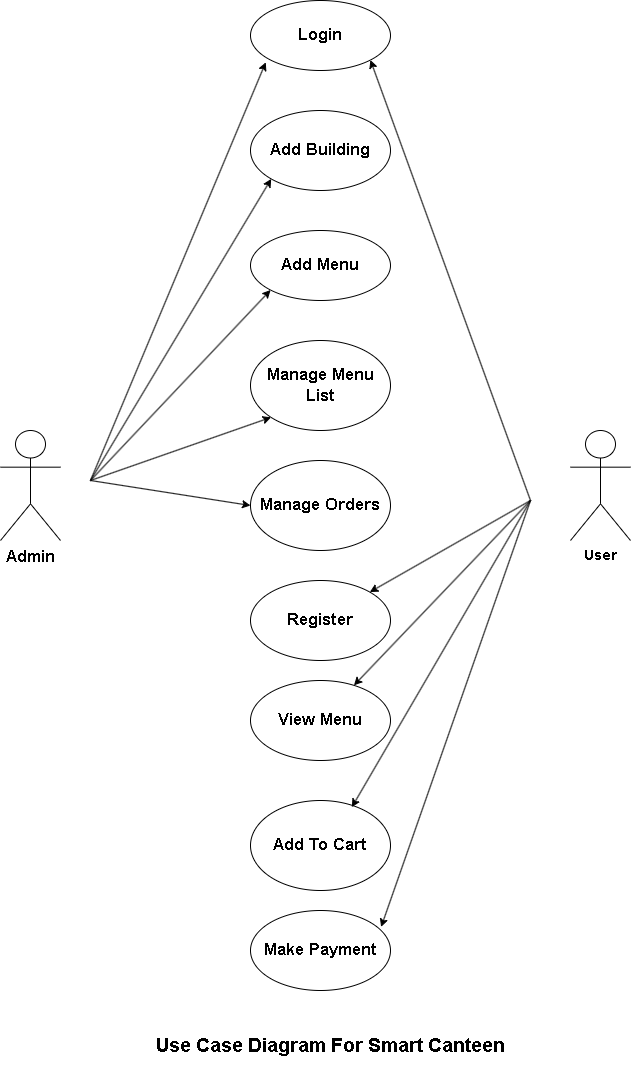 Login
Add Building
Add Menu
Manage Menu
List
Manage Orders
Admin
User
Register
View Menu
Add To Cart
Make Payment
Use Case Diagram For Smart Canteen